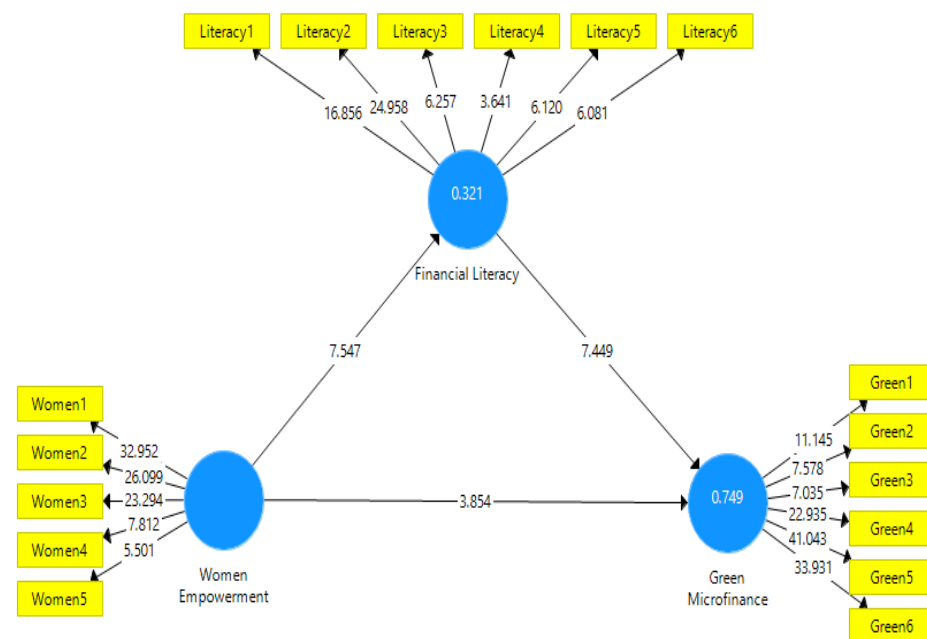 Literacy1 Literacy2 Literacy3 Literacy4 Literacy5 Literacy6
16.856 24.958 6.257 3.641 6.120 6.081
0.321
Financial Literacy
7.547 7.449
Women1
Women2
Women3
Women4
Women5
32.952
26.099
23.294
7.812
5.501
Women
Empowerment
3.854
0.749
Green
Microfinance
11.145
7.578
7.035
22.935
41.043
33.931
Green1
Green2
Green3
Green4
Green5
Green6